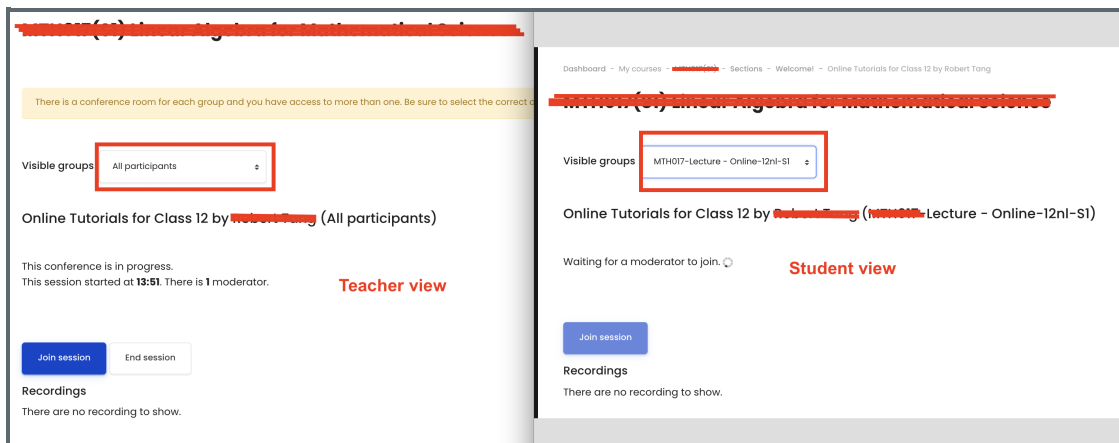 There is a conference room for each group and you have access to more than one. Be sure to select the correct
Visible groups
All participants
Online Tutorials for Class 12 by (All participants)
This conference is in progress.
This session started at 13:51. There is 1 moderator.
Teacher view
Join session
End session
Recordings
There are no recording to show.
Dashboard - My courses - - Sections - Welcome! - Online Tutorials for Class 12 by Robert Tang
Visible groups
MTH017-Lecture - Online-12nl-S1
Online Tutorials for Class 12 by ( -Lecture - Online-12nl-S1)
Waiting for a moderator to join.
Student view
Join session
Recordings
There are no recording to show.